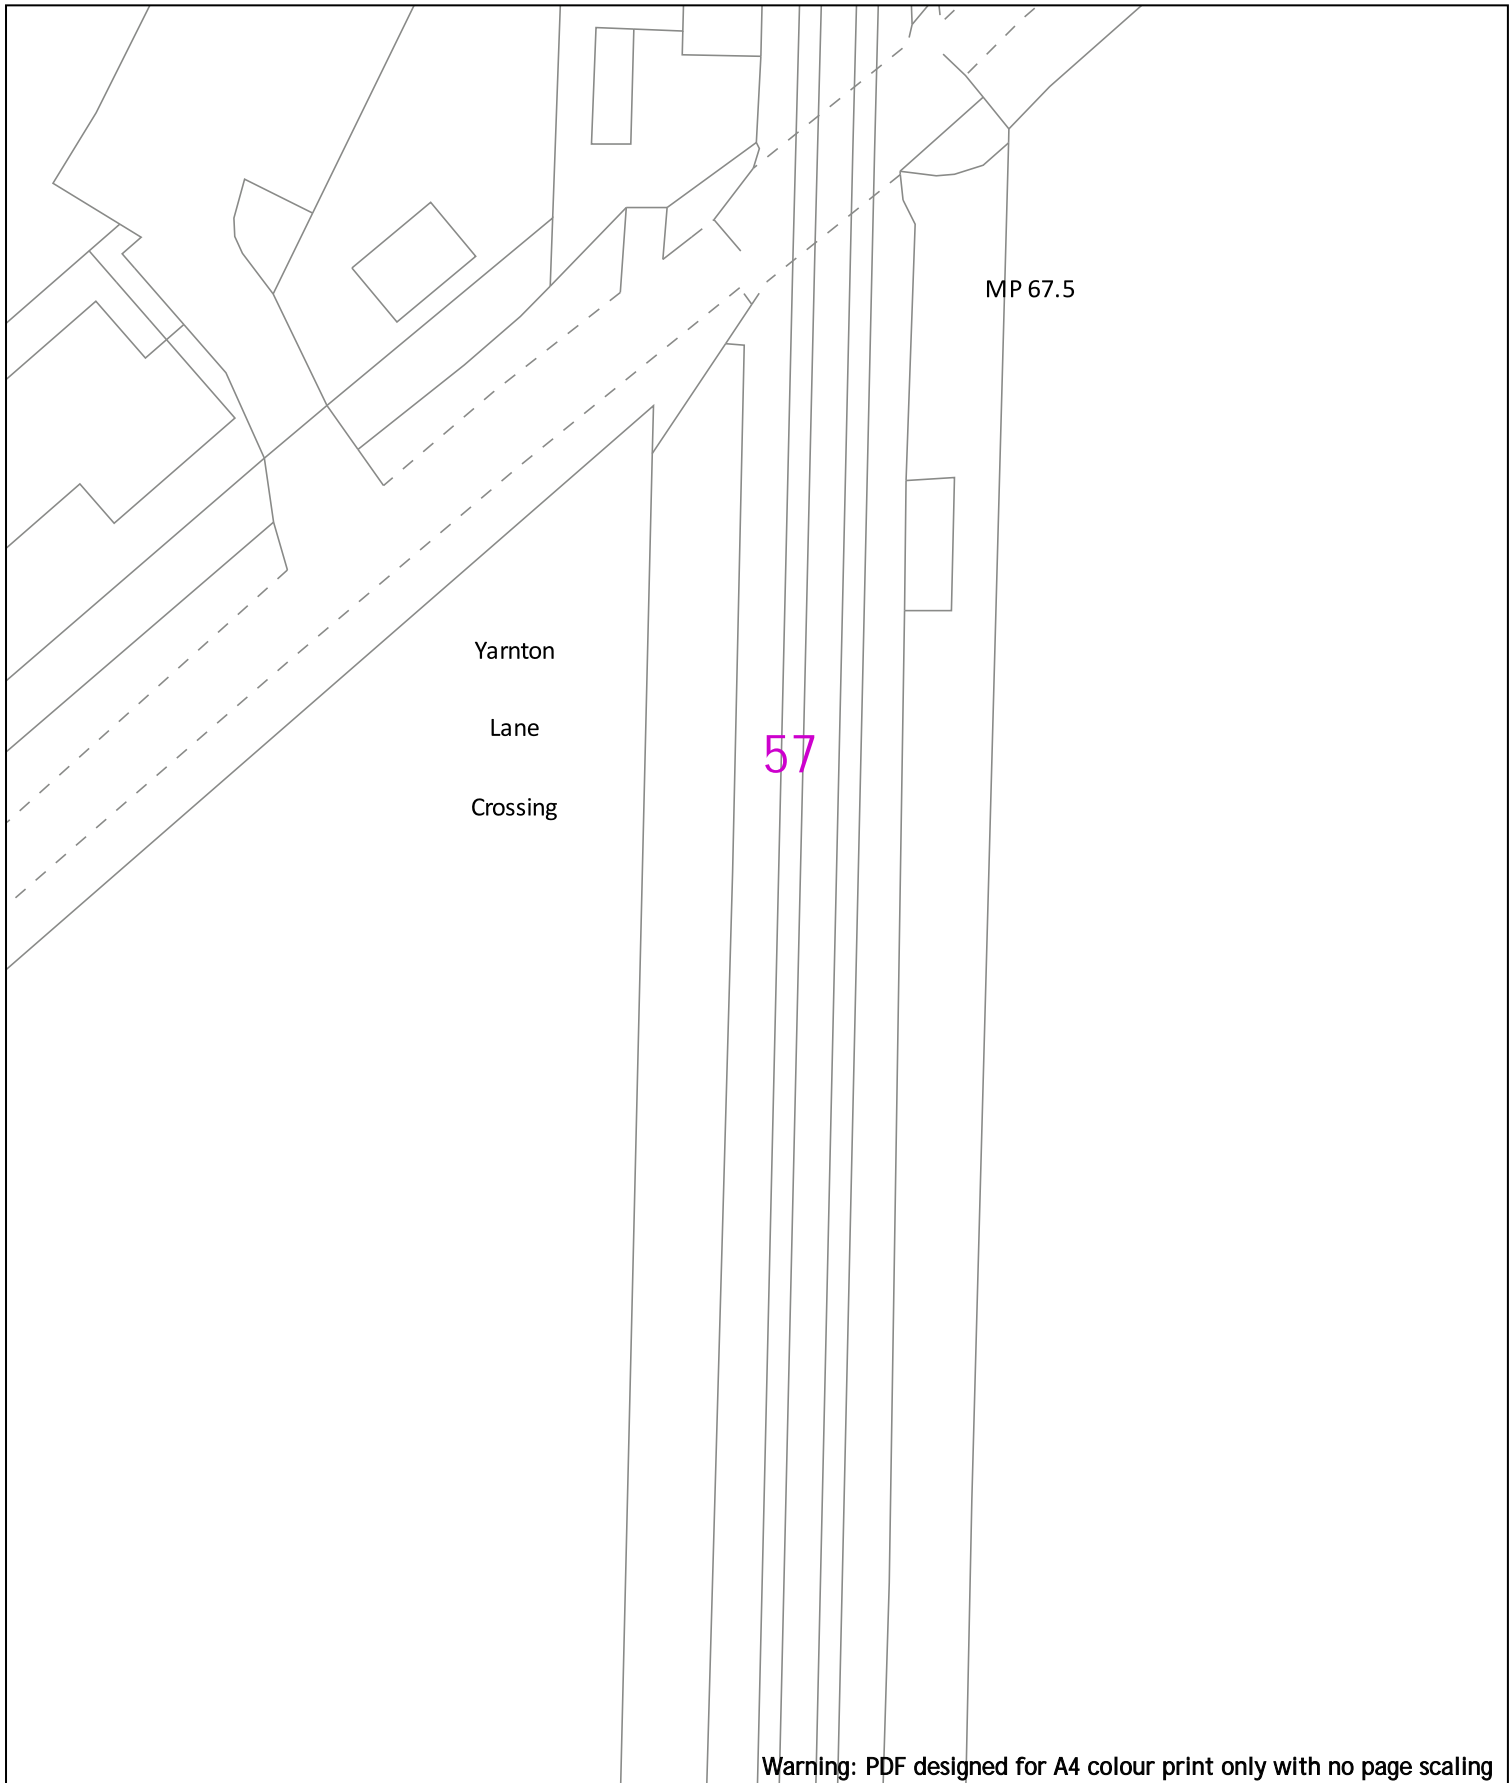 MP 67.5
Yarnton
Lane
57
Crossing
Warning: PDF designed for A4 colour print only with no page scaling